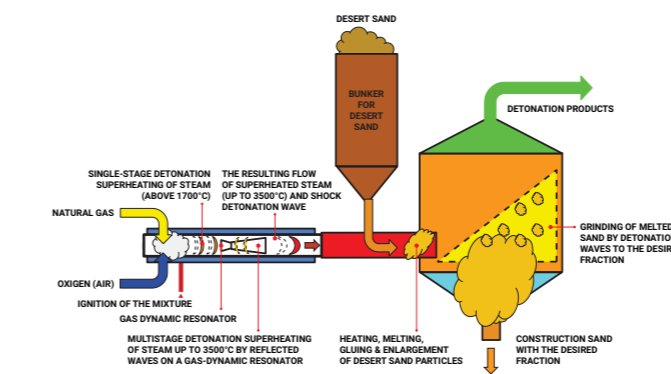 DESERT SAND
BUNKER
FOR
DESERT
SAND
DETONATION PRODUCTS
SINGLE-STAGE DETONATION
SUPERHEATING OF STEAM
(ABOVE 1700°C)
THE RESULTING FLOW
OF SUPERHEATED STEAM
(UP TO 3500°C) AND SHOCK
DETONATION WAVE
NATURAL GAS
GRINDING OF MELTED
SAND BY DETONATIO
WAVES TO THE DESIR
FRACTION
OXIGEN (AIR)
IGNITION OF THE MIXTURE
GAS DYNAMIC RESONATOR
MULTISTAGE DETONATION SUPERHEATING
OF STEAM UP TO 3500°C BY REFLECTED
WAVES ON A GAS-DYNAMIC RESONATOR
HEATING, MELTING,
GLUING & ENLARGEMENT
OF DESERT SAND PARTICLES
CONSTRUCTION SAND
WITH THE DESIRED
FRACTION